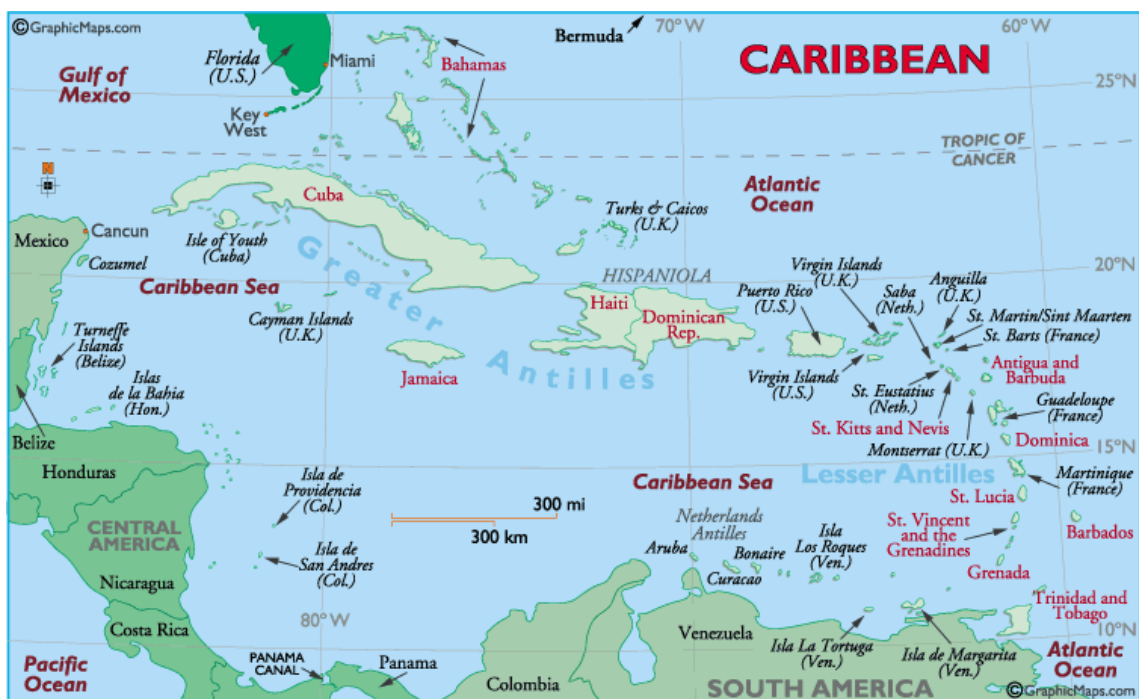 ©GraphicMaps.com
Bermuda
70°W
60°W
CARIBBEAN
Florida
(U.S.)
Miami
Bahamas
Gulf of
Mexico
25°N
Key
West
TROPIC OF
CANCER
N
Cuba
Atlantic
Ocean
Turks & Caicos
(U.K.)
Mexico
Cancun
Isle of Youth
(Cuba)
Cozumel
Greater
Antilles
Caribbean Sea
HISPANIOLA
Virgin Islands
(U.K.)
Anguilla
(U.K.)
20°N
Puerto Rico
(U.S.)
Saba
(Neth.)
Haiti
Dominican
Rep.
St. Martin/Sint Maarten
St. Barts (France)
Cayman Islands
(U.K.)
Turneffe
Islands
(Belize)
Jamaica
Antigua and
Barbuda
Virgin Islands
(U.S.)
St. Eustatius
(Neth.)
Islas
de la Bahia
(Hon.)
Guadeloupe
(France)
St. Kitts and Nevis
Montserrat (U.K.)
Belize
Dominica
15°N
Honduras
Lesser Antilles
Martinique
(France)
Isla de
Providencia
(Col.)
Caribbean Sea
St. Lucia
300 mi
300 km
Netherlands
Antilles
St. Vincent
and the
Grenadines
Barbados
CENTRAL
AMERICA
Isla
Los Roques
(Ven.)
Aruba
Bonaire
Curacao
Isla de
San Andres
(Col.)
Grenada
Nicaragua
Trinidad and
Tobago
80°W
Costa Rica
Venezuela
10°N
Isla La Tortuga
(Ven.)
Isla de Margarita
(Ven.)
Atlantic
Ocean
Pacific
Ocean
PANAMA
CANAL
Panama
Colombia
SOUTH AMERICA
©GraphicMaps.com